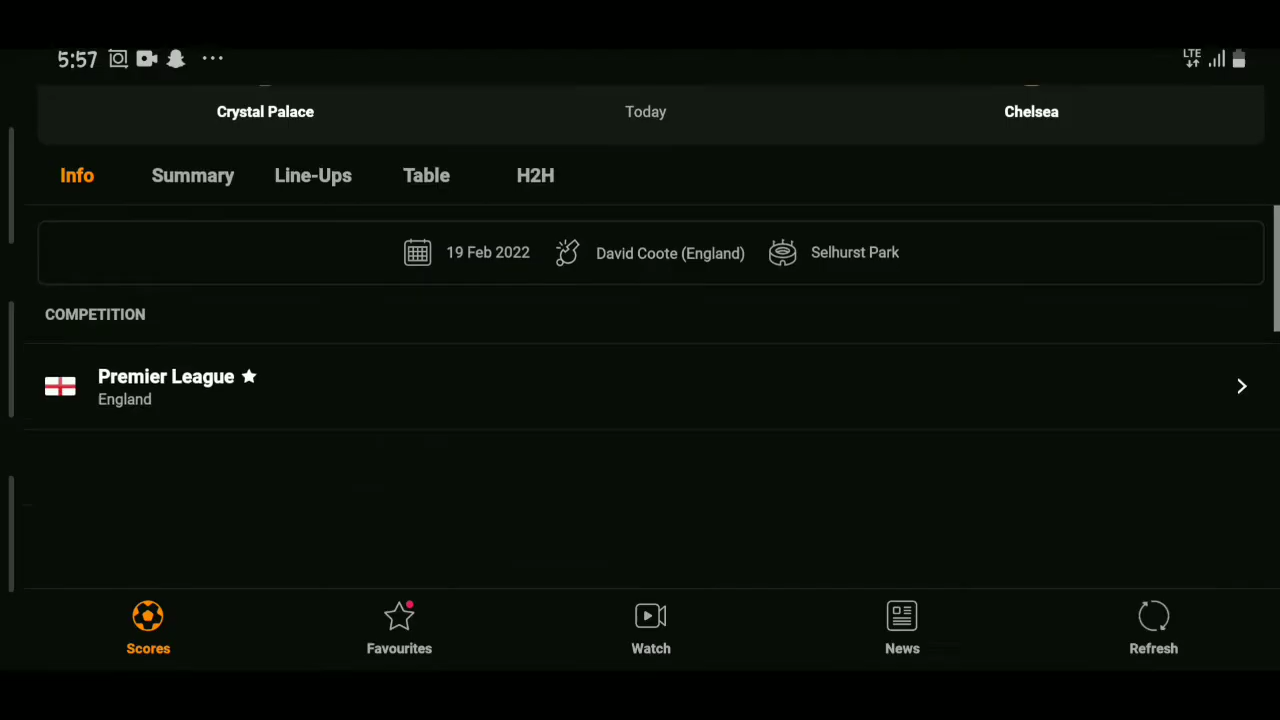 5:57 LTE
Crystal Palace Today Chelsea
Info Summary Line-Ups Table H2H
19 Feb 2022 David Coote (England) Selhurst Park
COMPETITION
Premier League
England
Scores Favourites Watch News Refresh